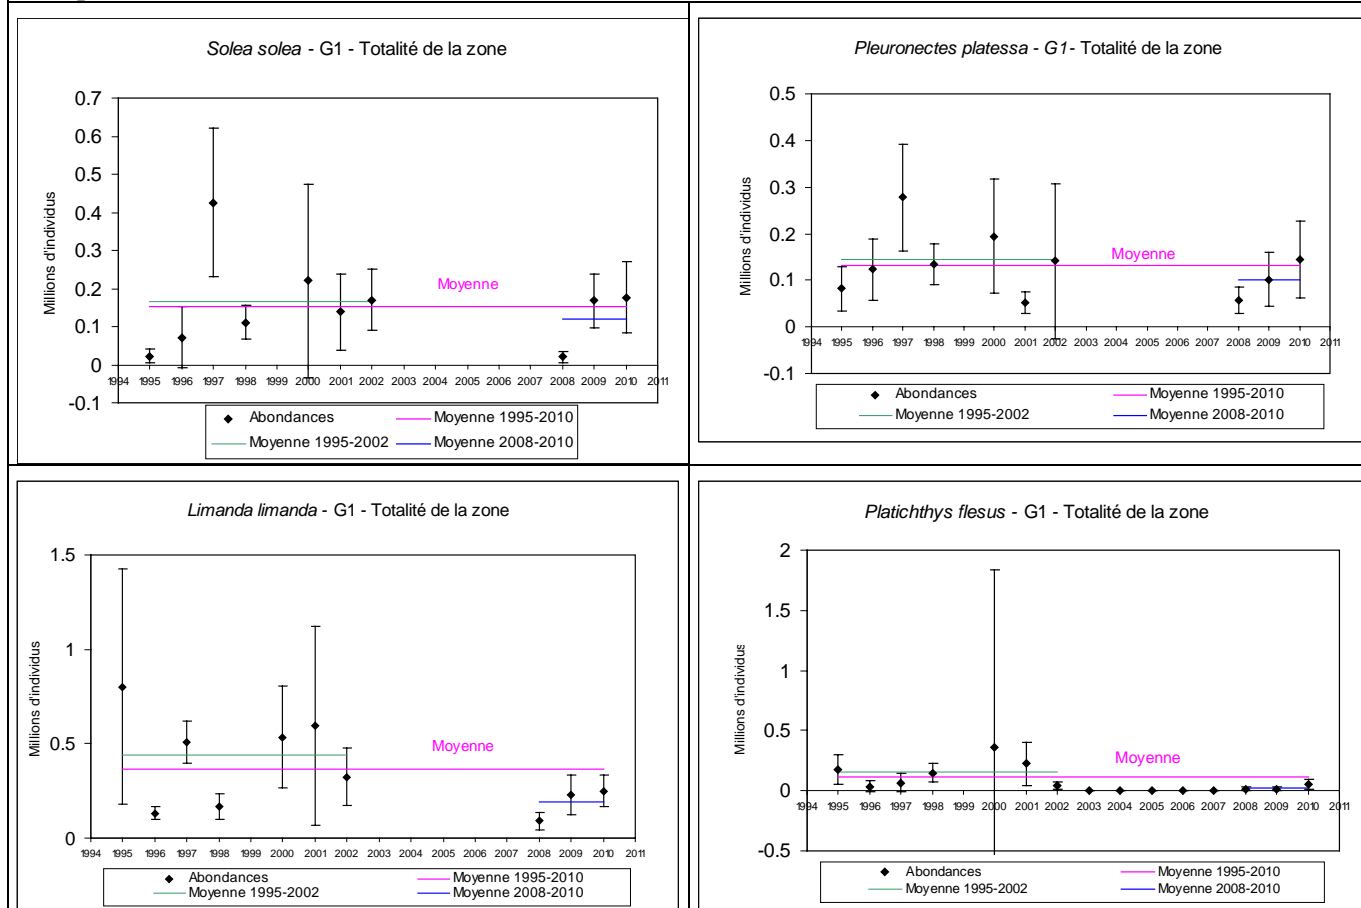 Solea solea - G1 - Totalité de la zone
0.7
0.6
0.5
0.4
0.3
0.2
0.1
0
-0.1
Millions d'individus
Moyenne
1994 1995 1996 1997 1998 1999 2000 2001 2002 2003 2004 2005 2006 2007 2008 2009 2010 2011
Abondances Moyenne 1995-2010
Moyenne 1995-2002 Moyenne 2008-2010
Pleuronectes platessa - G1- Totalité de la zone
0.5
0.4
0.3
0.2
0.1
0
-0.1
Millions d'individus
Moyenne
1994 1995 1996 1997 1998 1999 2000 2001 2002 2003 2004 2005 2006 2007 2008 2009 2010 2011
Abondances Moyenne 1995-2010
Moyenne 1995-2002 Moyenne 2008-2010
Limanda limanda - G1 - Totalité de la zone
1.5
1
0.5
0
Millions d'individus
Moyenne
1994 1995 1996 1997 1998 1999 2000 2001 2002 2003 2004 2005 2006 2007 2008 2009 2010 2011
Abondances Moyenne 1995-2010
Moyenne 1995-2002 Moyenne 2008-2010
Platichthys flesus - G1 - Totalité de la zone
2
1.5
1
0.5
0
-0.5
Millions d'individus
Moyenne
1994 1995 1996 1997 1998 1999 2000 2001 2002 2003 2004 2005 2006 2007 2008 2009 2010 2011
Abondances Moyenne 1995-2010
Moyenne 1995-2002 Moyenne 2008-2010